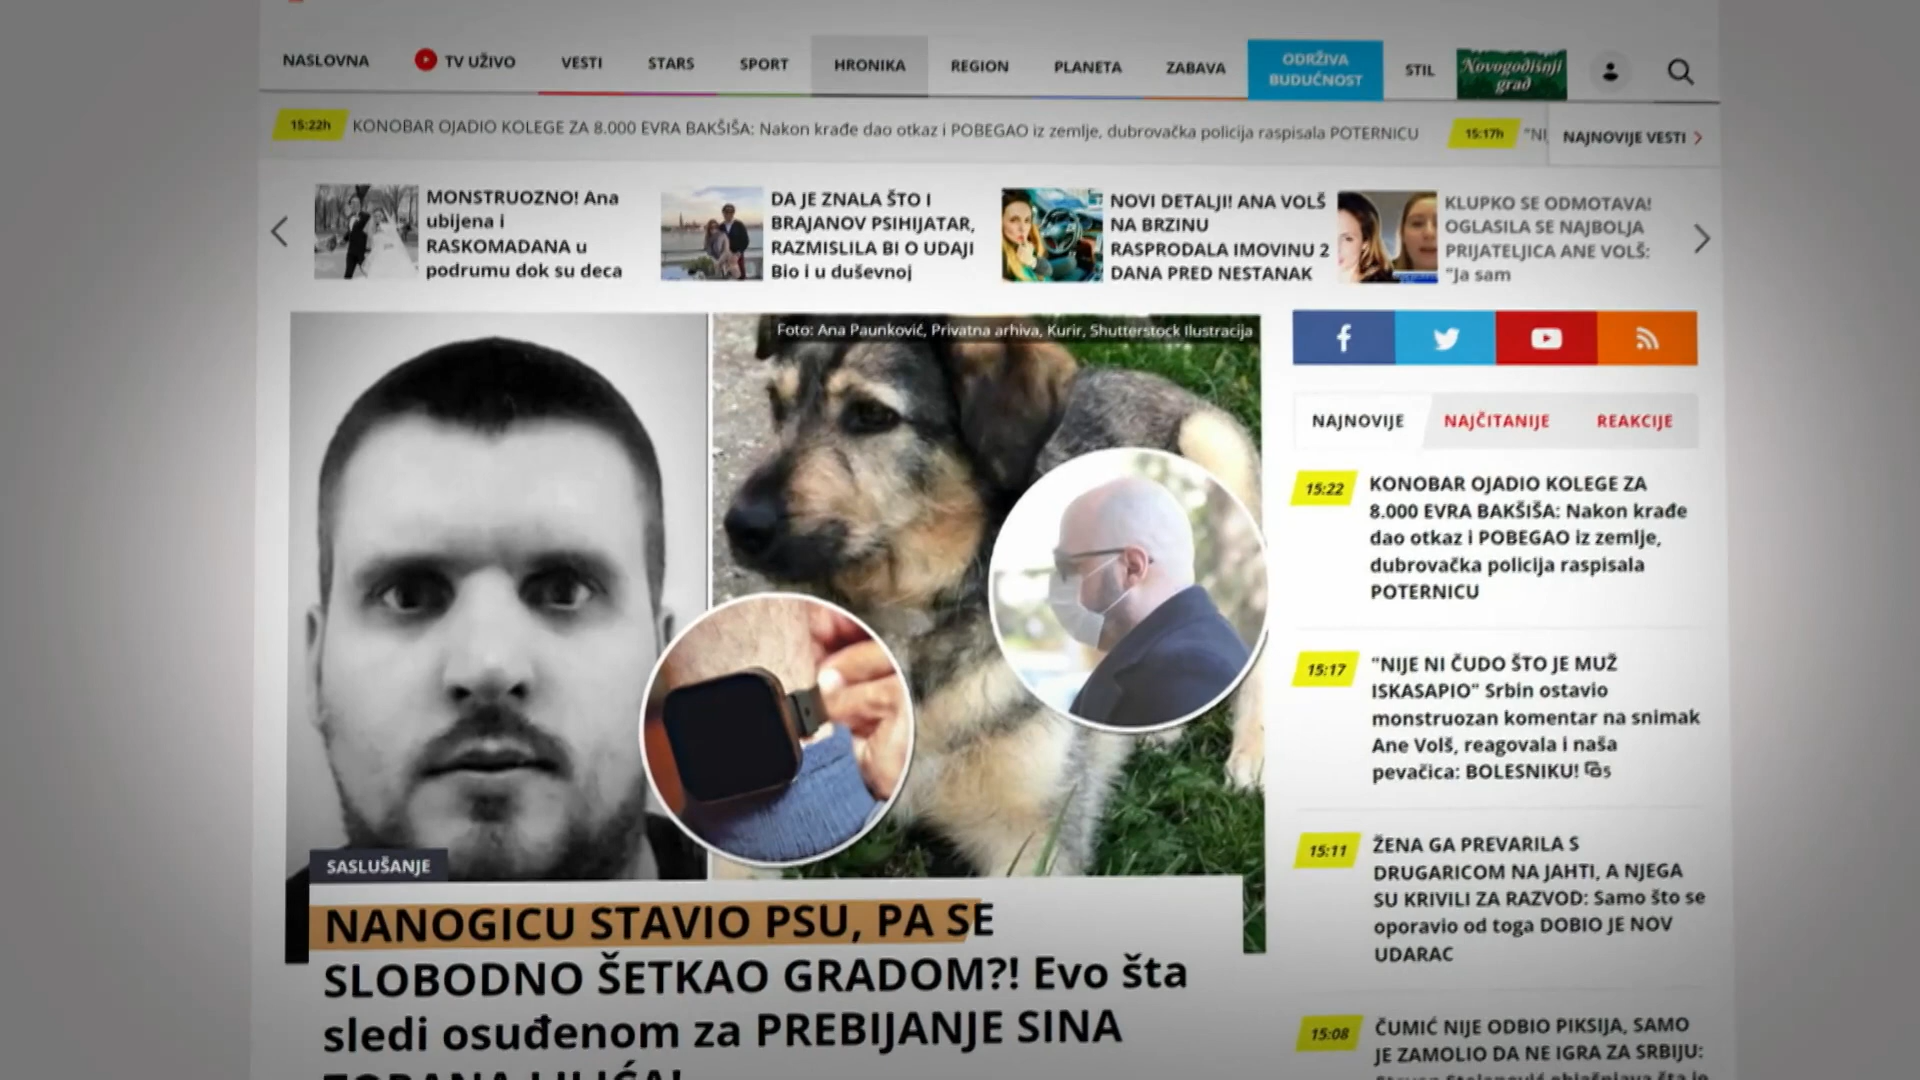 NASLOVNA
TV UŽIVO
VESTI
STARS
SPORT
HRONIKA
REGION
PLANETA
ZABAVA
ODRŽIVA
BUDUĆNOST
STIL
Novogodišnji
grad
15:22h
KONOBAR OJADIO KOLEGE ZA 8.000 EVRA BAKŠIŠA: Nakon krađe dao otkaz i POBEGAO iz zemlje, dubrovačka policija raspisala POTERNICU
15:17h
"NI
NAJNOVIJE VESTI
MONSTRUOZNO! Ana
ubijena i
RASKOMADANA u
podrumu dok su deca
DA JE ZNALA ŠTO I
BRAJANOV PSIHIJATAR,
RAZMISLILA BI O UDAJI
Bio i u duševnoj
NOVI DETALJI! ANA VOLŠ
NA BRZINU
RASPRODALA IMOVINU 2
DANA PRED NESTANAK
KLUPKO SE ODMOTAVA!
OGLASILA SE NAJBOLJA
PRIJATELJICA ANE VOLŠ:
"Ja sam
Foto: Ana Paunković, Privatna arhiva, Kurir, Shutterstock Ilustracija
SASLUŠANJE
NANOGICU STAVIO PSU, PA SE
SLOBODNO ŠETKAO GRADOM?! Evo šta
sledi osuđenom za PREBIJANJE SINA
NAJNOVIJE
NAJČITANIJE
REAKCIJE
15:22
KONOBAR OJADIO KOLEGE ZA
8.000 EVRA BAKŠIŠA: Nakon krađe
dao otkaz i POBEGAO iz zemlje,
dubrovačka policija raspisala
POTERNICU
15:17
"NIJE NI ČUDO ŠTO JE MUŽ
ISKASAPIO" Srbin ostavio
monstruozan komentar na snimak
Ane Volš, reagovala i naša
pevačica: BOLESNIKU! 5
15:11
ŽENA GA PREVARILA S
DRUGARICOM NA JAHTI, A NJEGA
SU KRIVILI ZA RAZVOD: Samo što se
oporavio od toga DOBIO JE NOV
UDARAC
15:08
ČUMIĆ NIJE ODBIO PIKSIJA, SAMO
JE ZAMOLIO DA NE IGRA ZA SRBIJU: